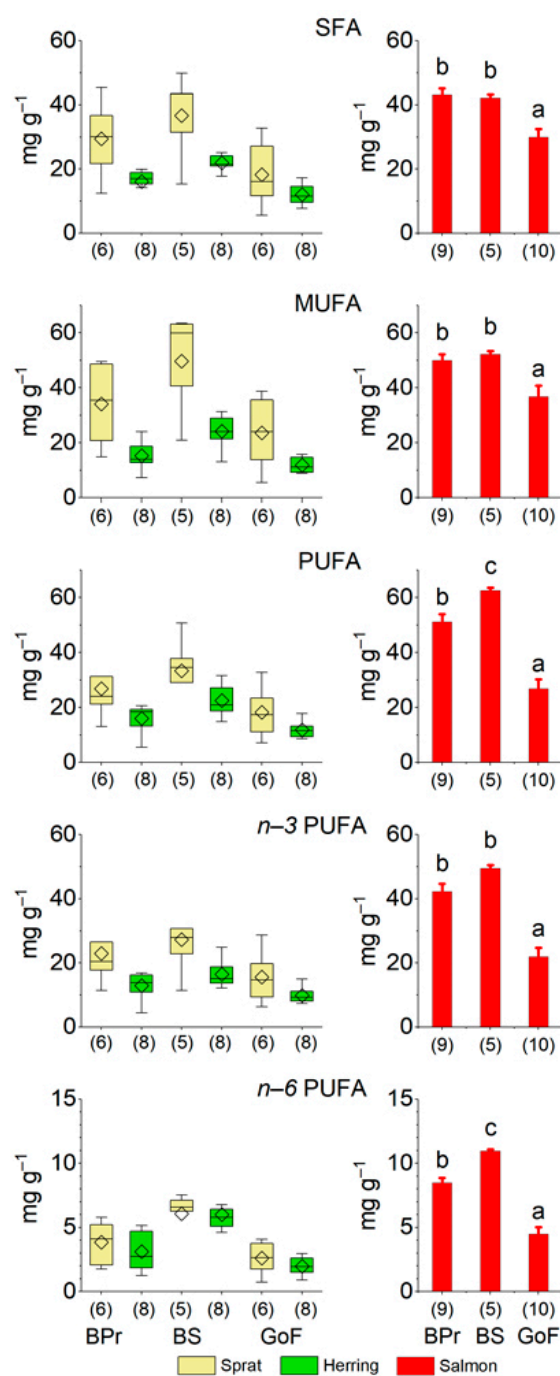 SFA
mg g⁻¹
60
40
20
0
(6) (8) (5) (8) (6) (8)
mg g⁻¹
60
40
20
0
b b a
(9) (5) (10)
MUFA
mg g⁻¹
60
40
20
0
(6) (8) (5) (8) (6) (8)
mg g⁻¹
60
40
20
0
b b a
(9) (5) (10)
PUFA
mg g⁻¹
60
40
20
0
(6) (8) (5) (8) (6) (8)
mg g⁻¹
60
40
20
0
b c a
(9) (5) (10)
n–3 PUFA
mg g⁻¹
60
40
20
0
(6) (8) (5) (8) (6) (8)
mg g⁻¹
60
40
20
0
b b a
(9) (5) (10)
n–6 PUFA
mg g⁻¹
15
10
5
0
(6) (8) (5) (8) (6) (8)
BPr BS GoF
mg g⁻¹
15
10
5
0
b c a
(9) (5) (10)
BPr BS GoF
Sprat Herring Salmon